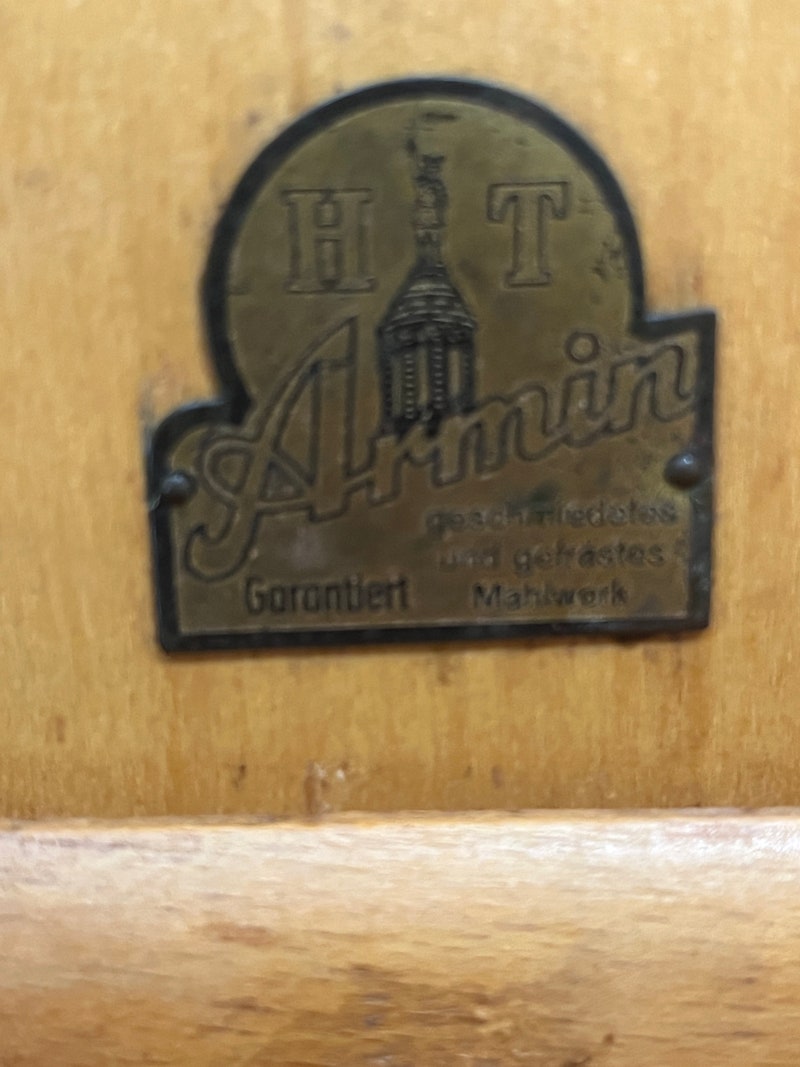 H T
Armin
geschmiedetes
und gefrästes
Garantiert Mahlwerk